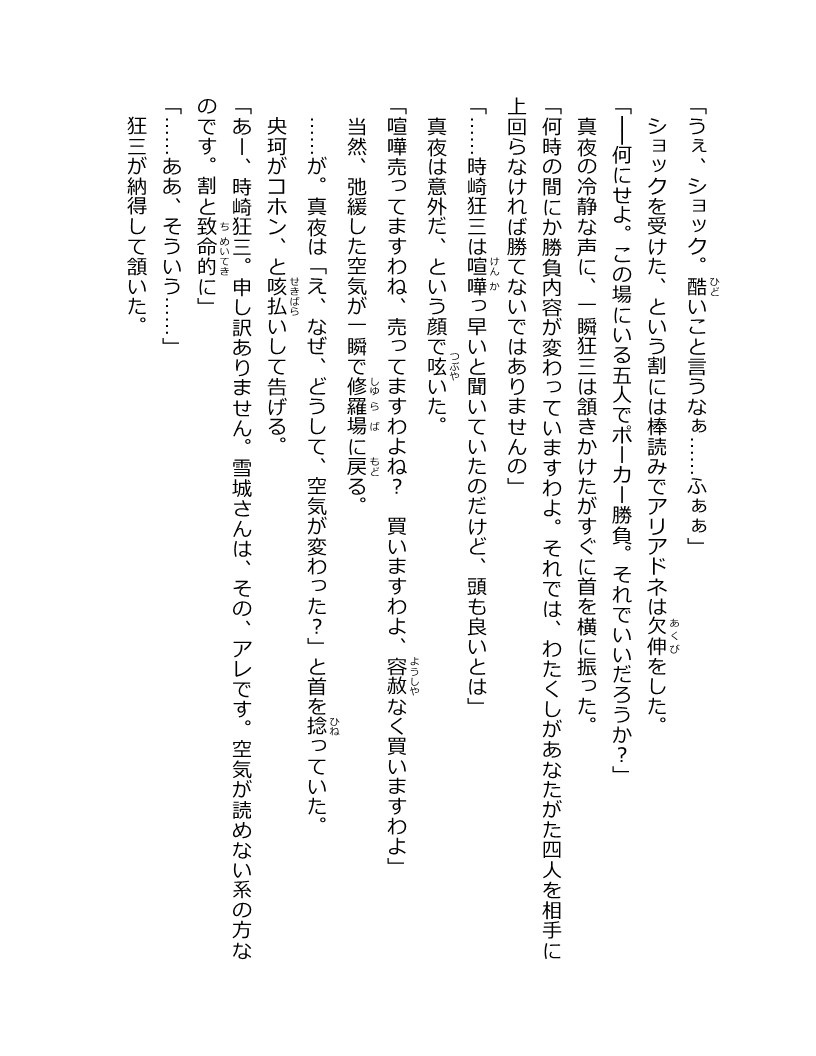 「うぇ、ショック。酷いこと言うなぁ……ふぁぁ」
ショックを受けた、という割には棒読みでアリアドネは欠伸をした。
「──何にせよ。この場にいる五人でポーカー勝負。それでいいだろうか？」
真夜の冷静な声に、一瞬狂三は頷きかけたがすぐに首を横に振った。
「何時の間にか勝負内容が変わっていますわよ。それでは、わたくしがあなたがた四人を相手に
上回らなければ勝てないではありませんの」
「……時崎狂三は喧嘩っ早いと聞いていたのだけど、頭も良いとは」
真夜は意外だ、という顔で呟いた。
「喧嘩売ってますわね、売ってますわよね？　買いますわよ、容赦なく買いますわよ」
当然、弛緩した空気が一瞬で修羅場に戻る。
……が。真夜は「え、なぜ、どうして、空気が変わった？」と首を捻っていた。
央珂がコホン、と咳払いして告げる。
「あー、時崎狂三。申し訳ありません。雪城さんは、その、アレです。空気が読めない系の方な
のです。割と致命的に」
「……ああ、そういう……」
狂三が納得して頷いた。